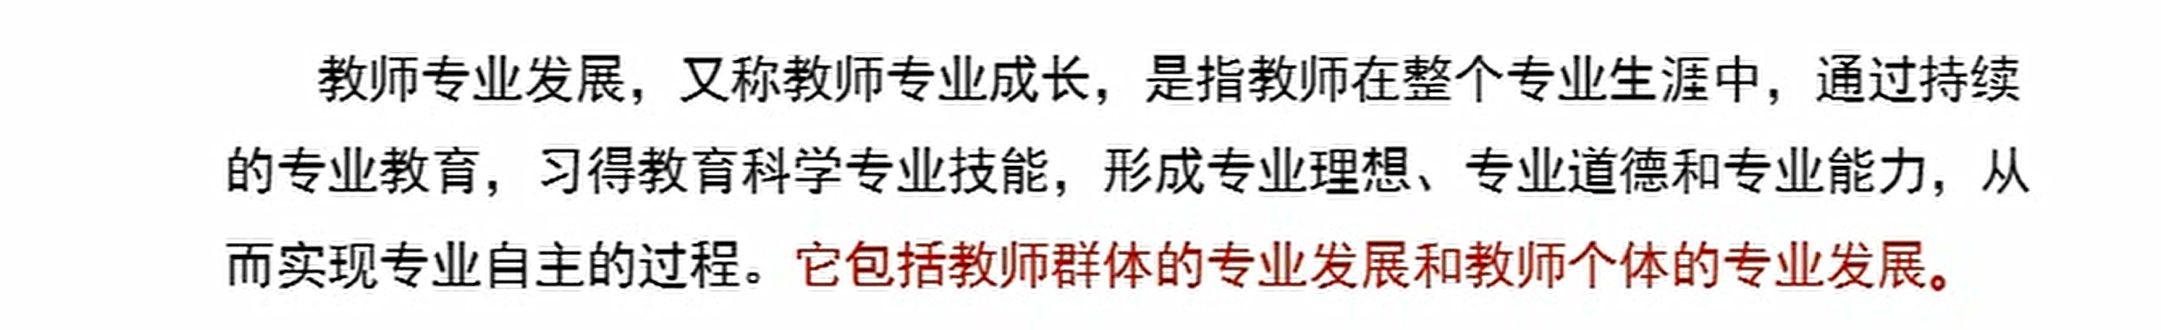 教师专业发展，又称教师专业成长，是指教师在整个专业生涯中，通过持续
的专业教育，习得教育科学专业技能，形成专业理想、专业道德和专业能力，从
而实现专业自主的过程。它包括教师群体的专业发展和教师个体的专业发展。